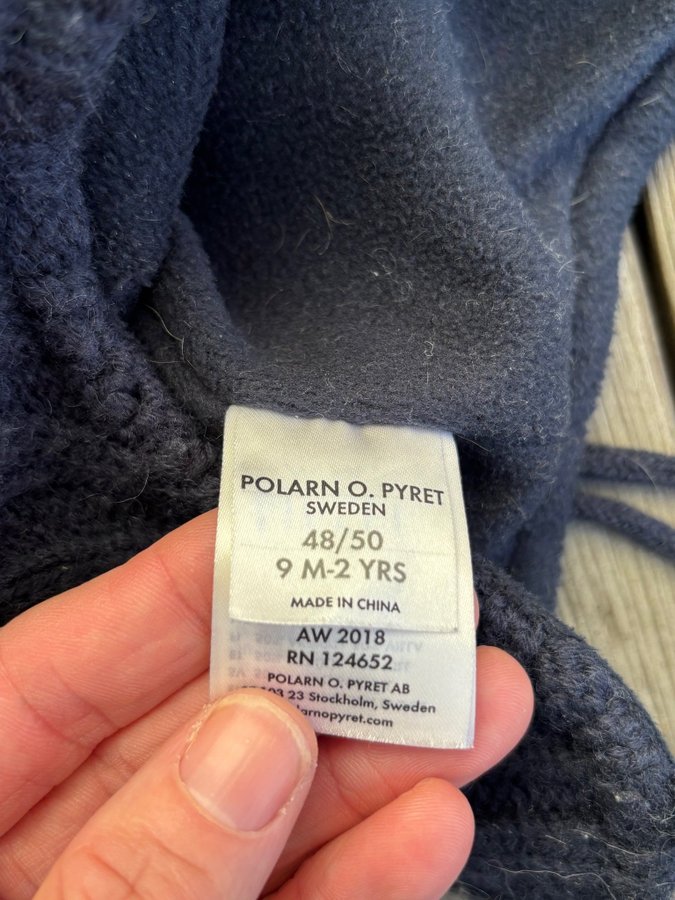 POLARN O. PYRET
SWEDEN
48/50
9 M-2 YRS
MADE IN CHINA
AW 2018
RN 124652
POLARN O. PYRET AB
23 Stockholm, Sweden